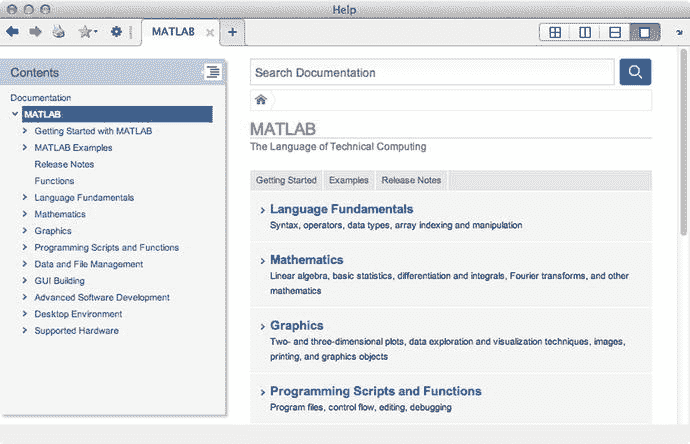 Help
MATLAB
Contents
Documentation
MATLAB
Getting Started with MATLAB
MATLAB Examples
Release Notes
Functions
Language Fundamentals
Mathematics
Graphics
Programming Scripts and Functions
Data and File Management
GUI Building
Advanced Software Development
Desktop Environment
Supported Hardware
Search Documentation
MATLAB
The Language of Technical Computing
Getting Started Examples Release Notes
Language Fundamentals
Syntax, operators, data types, array indexing and manipulation
Mathematics
Linear algebra, basic statistics, differentiation and integrals, Fourier transforms, and other
mathematics
Graphics
Two- and three-dimensional plots, data exploration and visualization techniques, images,
printing, and graphics objects
Programming Scripts and Functions
Program files, control flow, editing, debugging